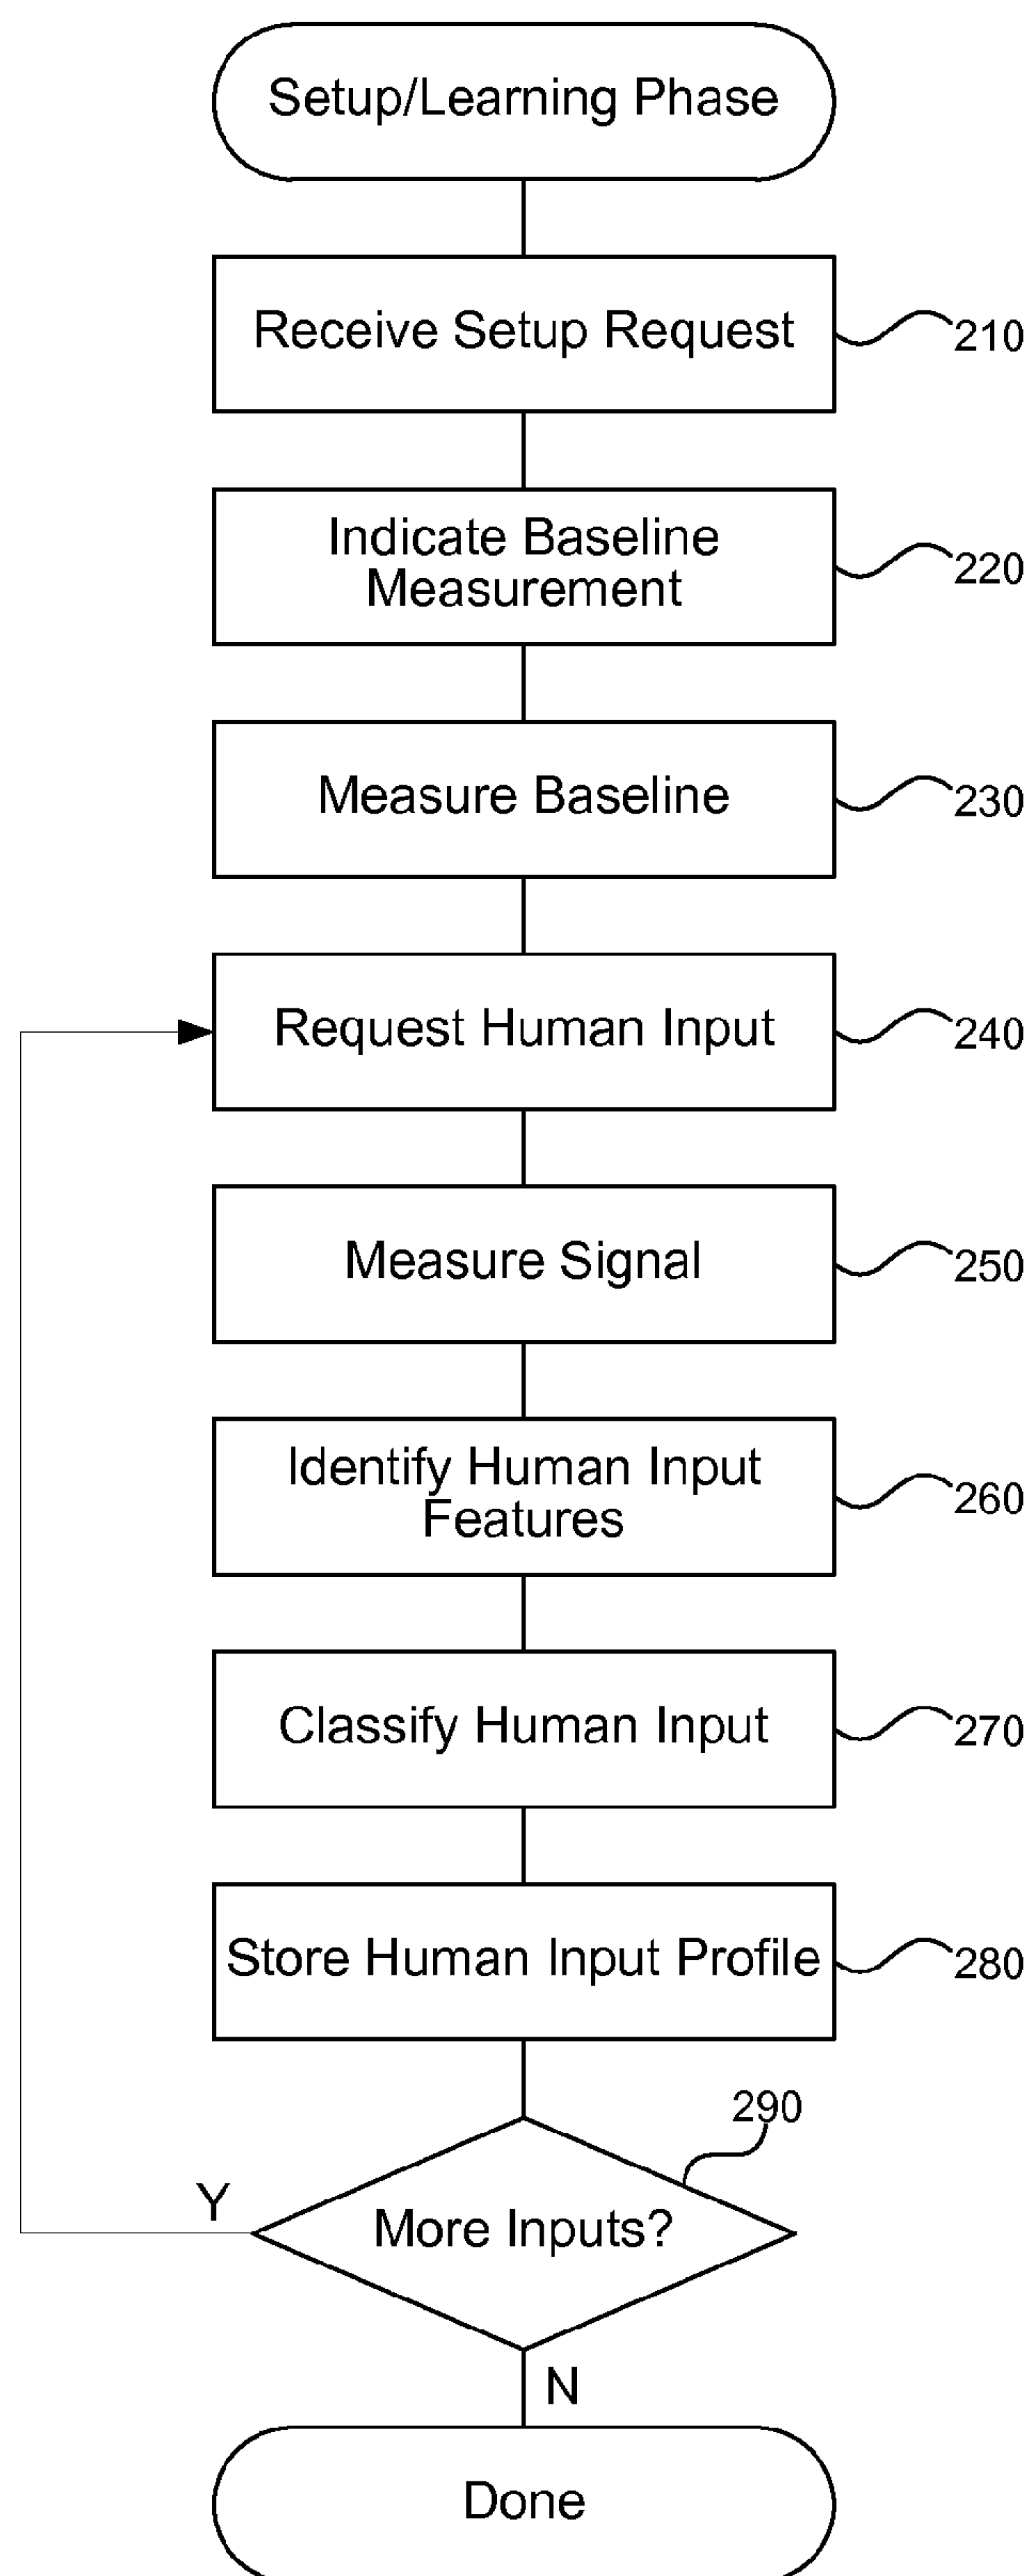 Setup/Learning Phase
Receive Setup Request
210
Indicate Baseline
Measurement
220
Measure Baseline
230
Request Human Input
240
Measure Signal
250
Identify Human Input
Features
260
Classify Human Input
270
Store Human Input Profile
280
290
More Inputs?
Y
N
Done